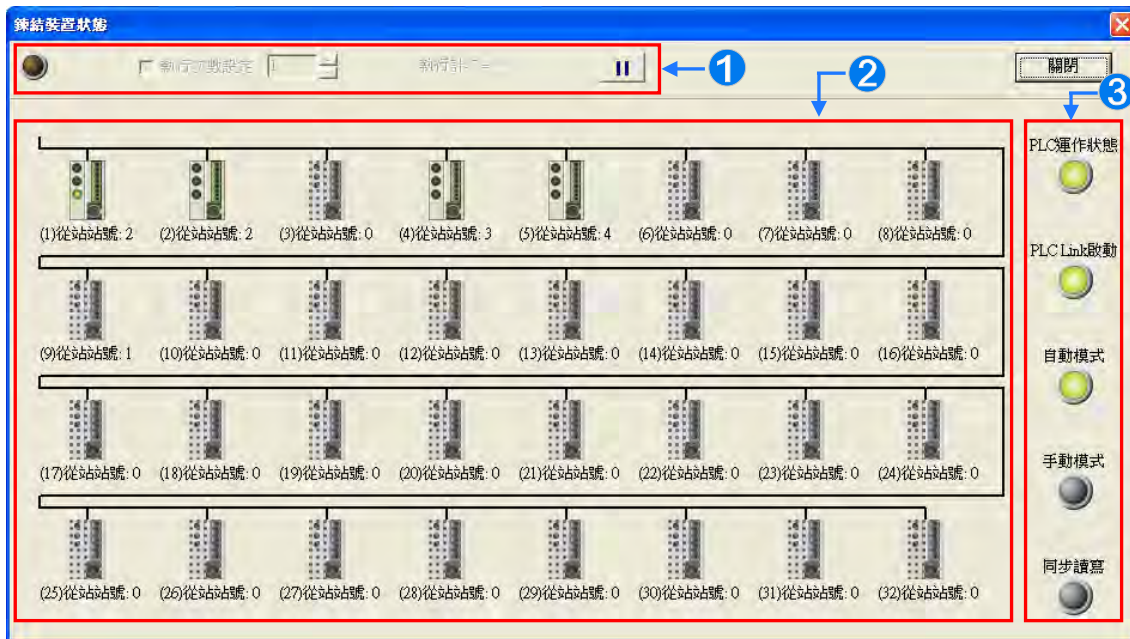 鍊結裝置狀態
執行次數設定 1
①
關閉
② ③
(1)從站站號: 2 (2)從站站號: 2 (3)從站站號: 0 (4)從站站號: 3 (5)從站站號: 4 (6)從站站號: 0 (7)從站站號: 0 (8)從站站號: 0
(9)從站站號: 1 (10)從站站號: 0 (11)從站站號: 0 (12)從站站號: 0 (13)從站站號: 0 (14)從站站號: 0 (15)從站站號: 0 (16)從站站號: 0
(17)從站站號: 0 (18)從站站號: 0 (19)從站站號: 0 (20)從站站號: 0 (21)從站站號: 0 (22)從站站號: 0 (23)從站站號: 0 (24)從站站號: 0
(25)從站站號: 0 (26)從站站號: 0 (27)從站站號: 0 (28)從站站號: 0 (29)從站站號: 0 (30)從站站號: 0 (31)從站站號: 0 (32)從站站號: 0
PLC運作狀態
PLC Link啟動
自動模式
手動模式
同步讀寫